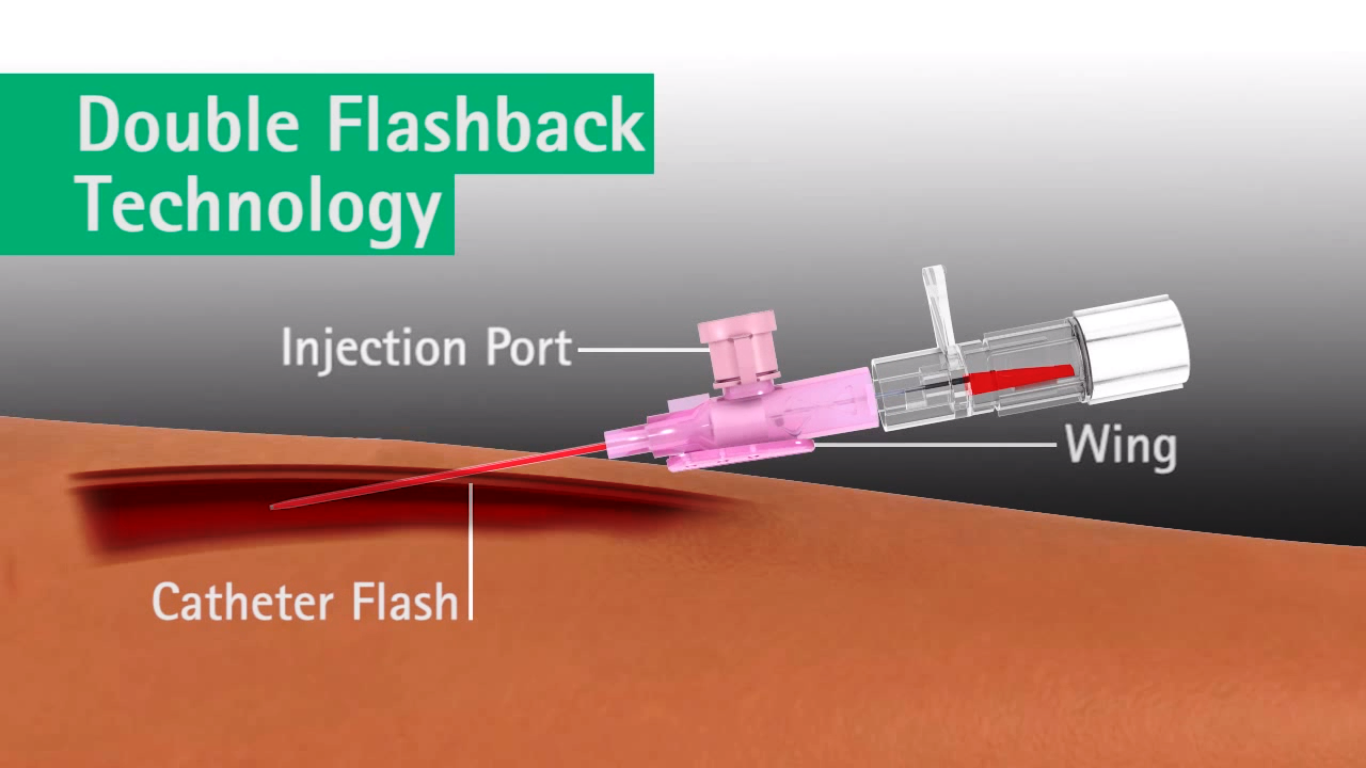 Double Flashback
Technology
Injection Port
Wing
Catheter Flash